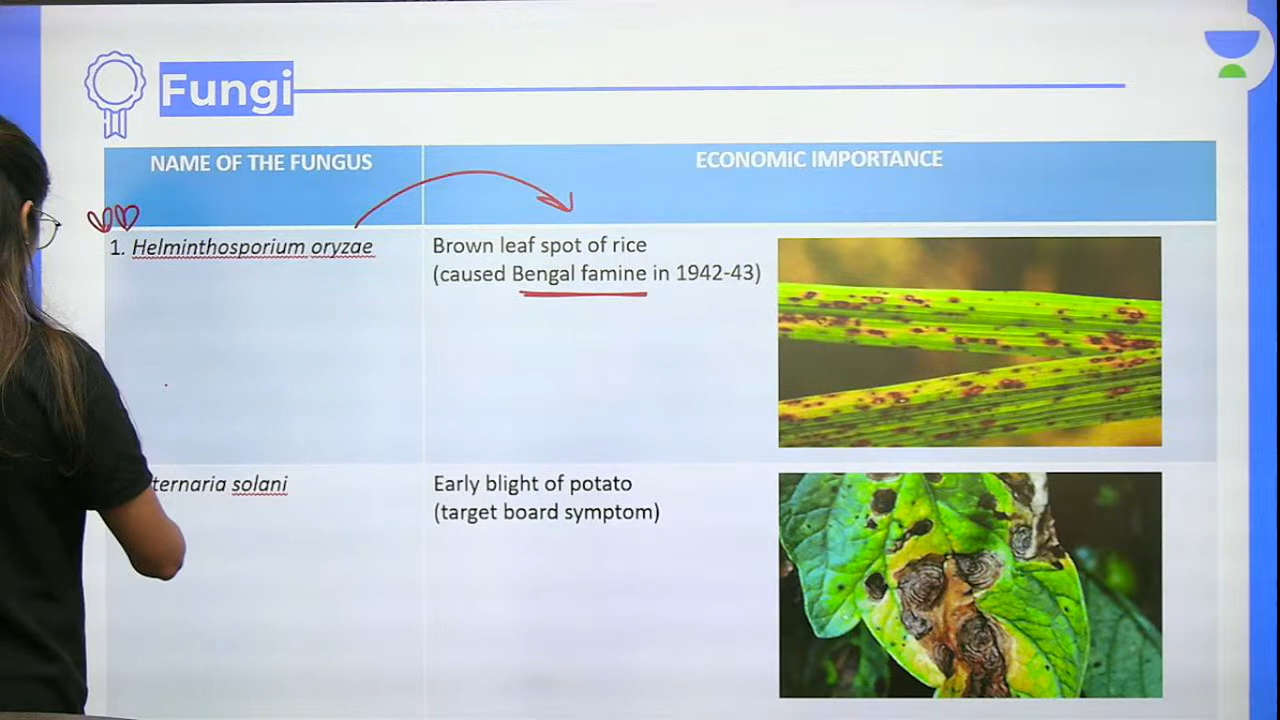 Fungi
NAME OF THE FUNGUS
ECONOMIC IMPORTANCE
1. Helminthosporium oryzae
Brown leaf spot of rice
(caused Bengal famine in 1942-43)
ternaria solani
Early blight of potato
(target board symptom)